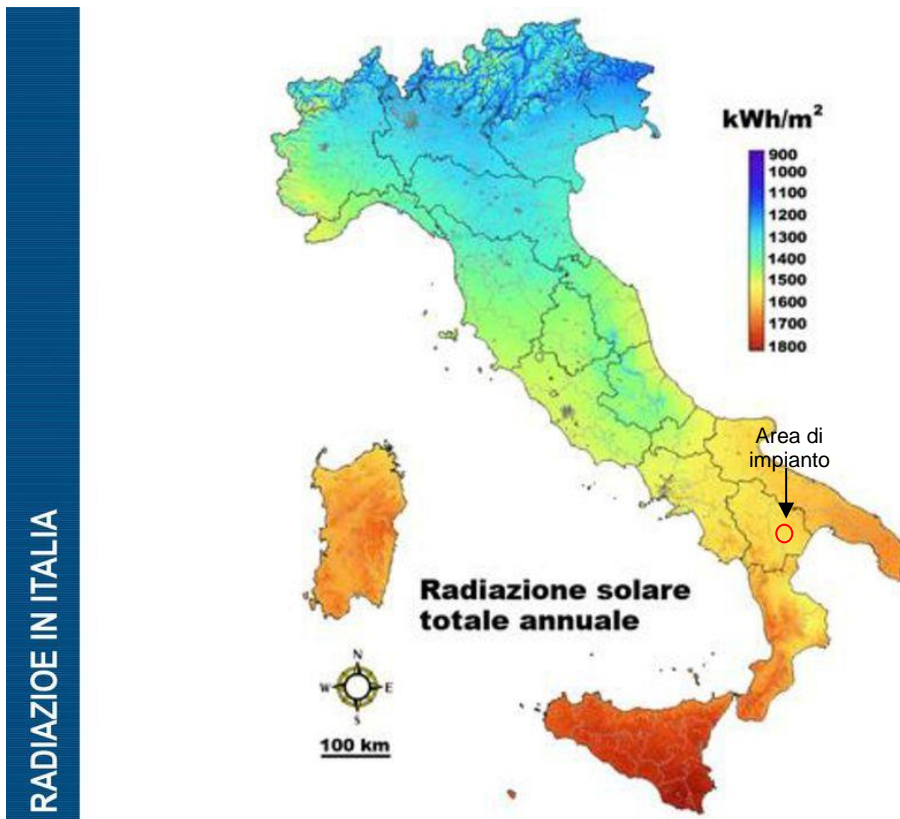 RADIAZIOE IN ITALIA
kWh/m²
900
1000
1100
1200
1300
1400
1500
1600
1700
1800
Area di
impianto
Radiazione solare
totale annuale
N
W E
S
100 km